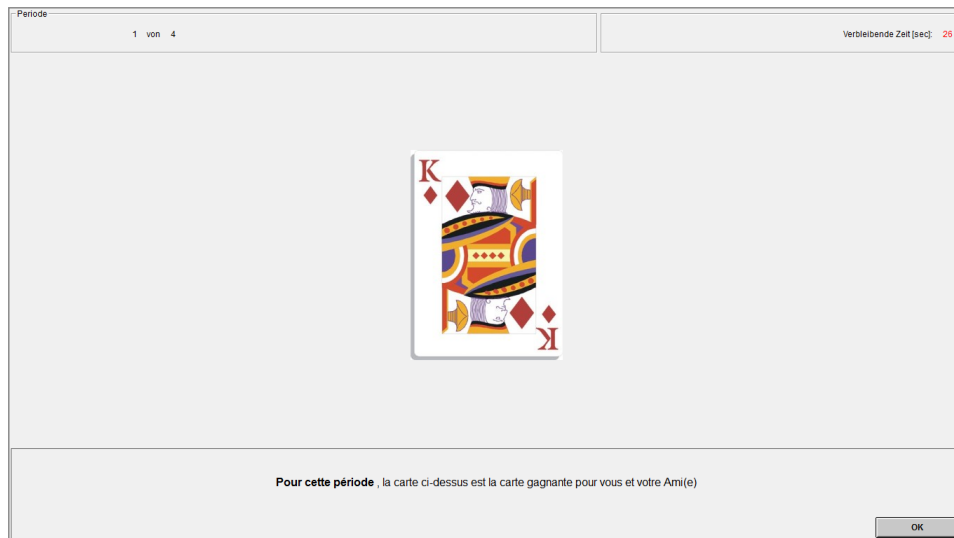 Periode
1 von 4
Verbleibende Zeit [sec]: 26
K
K
Pour cette période , la carte ci-dessus est la carte gagnante pour vous et votre Ami(e)
OK